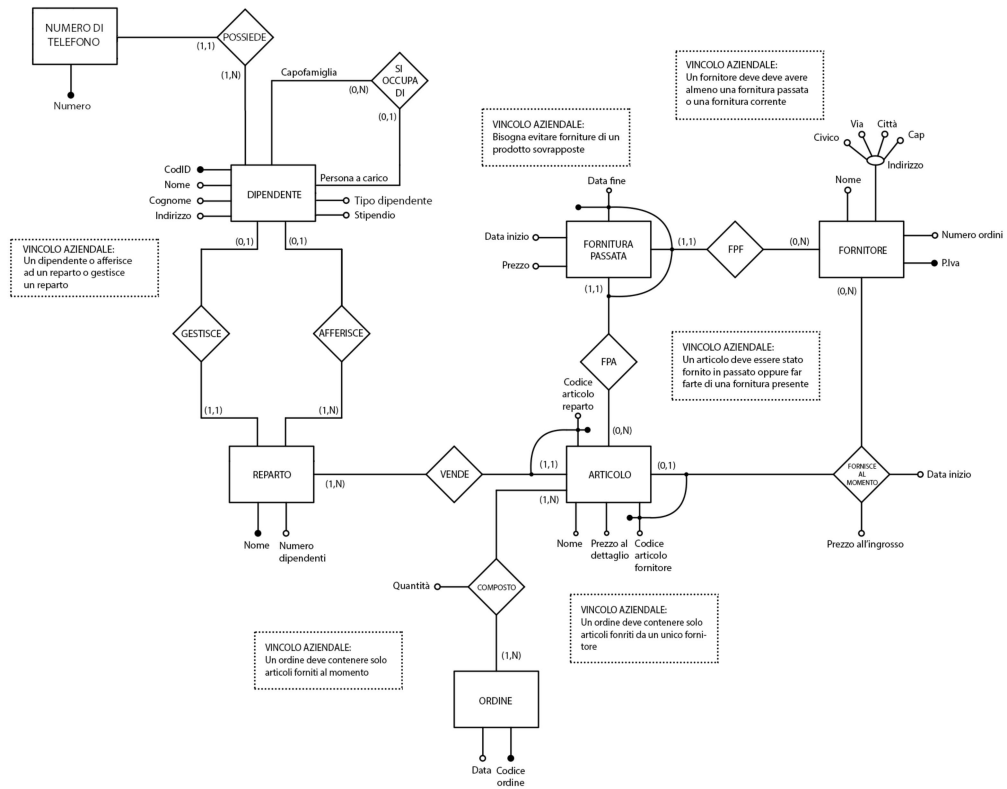 NUMERO DI
TELEFONO
(1,1)
POSSIEDE
(1,N)
Numero
Capofamiglia
(0,N)
SI
OCCUPA
DI
(0,1)
VINCOLO AZIENDALE:
Un fornitore deve deve avere
almeno una fornitura passata
o una fornitura corrente
VINCOLO AZIENDALE:
Bisogna evitare forniture di un
prodotto sovrapposte
Via
Città
Civico
Cap
Indirizzo
Nome
CodID
Nome
Cognome
Indirizzo
DIPENDENTE
Persona a carico
Tipo dipendente
Stipendio
(0,1)
(0,1)
Data fine
Data inizio
Prezzo
FORNITURA
PASSATA
(1,1)
FPF
(0,N)
FORNITORE
Numero ordini
P.Iva
(1,1)
(0,N)
VINCOLO AZIENDALE:
Un dipendente o afferisce
ad un reparto o gestisce
un reparto
GESTISCE
AFFERISCE
FPA
VINCOLO AZIENDALE:
Un articolo deve essere stato
fornito in passato oppure far
farte di una fornitura presente
(1,1)
(1,N)
Codice
articolo
reparto
(0,N)
REPARTO
(1,N)
VENDE
(1,1)
ARTICOLO
(0,1)
(1,N)
FORNISCE
AL
MOMENTO
Data inizio
Nome
Numero
dipendenti
Nome
Prezzo al
dettaglio
Codice
articolo
fornitore
Prezzo all'ingrosso
Quantità
COMPOSTO
VINCOLO AZIENDALE:
Un ordine deve contenere solo
articoli fonriti da un unico forni-
tore
VINCOLO AZIENDALE:
Un ordine deve contenere solo
articoli forniti al momento
(1,N)
ORDINE
Data
Codice
ordine